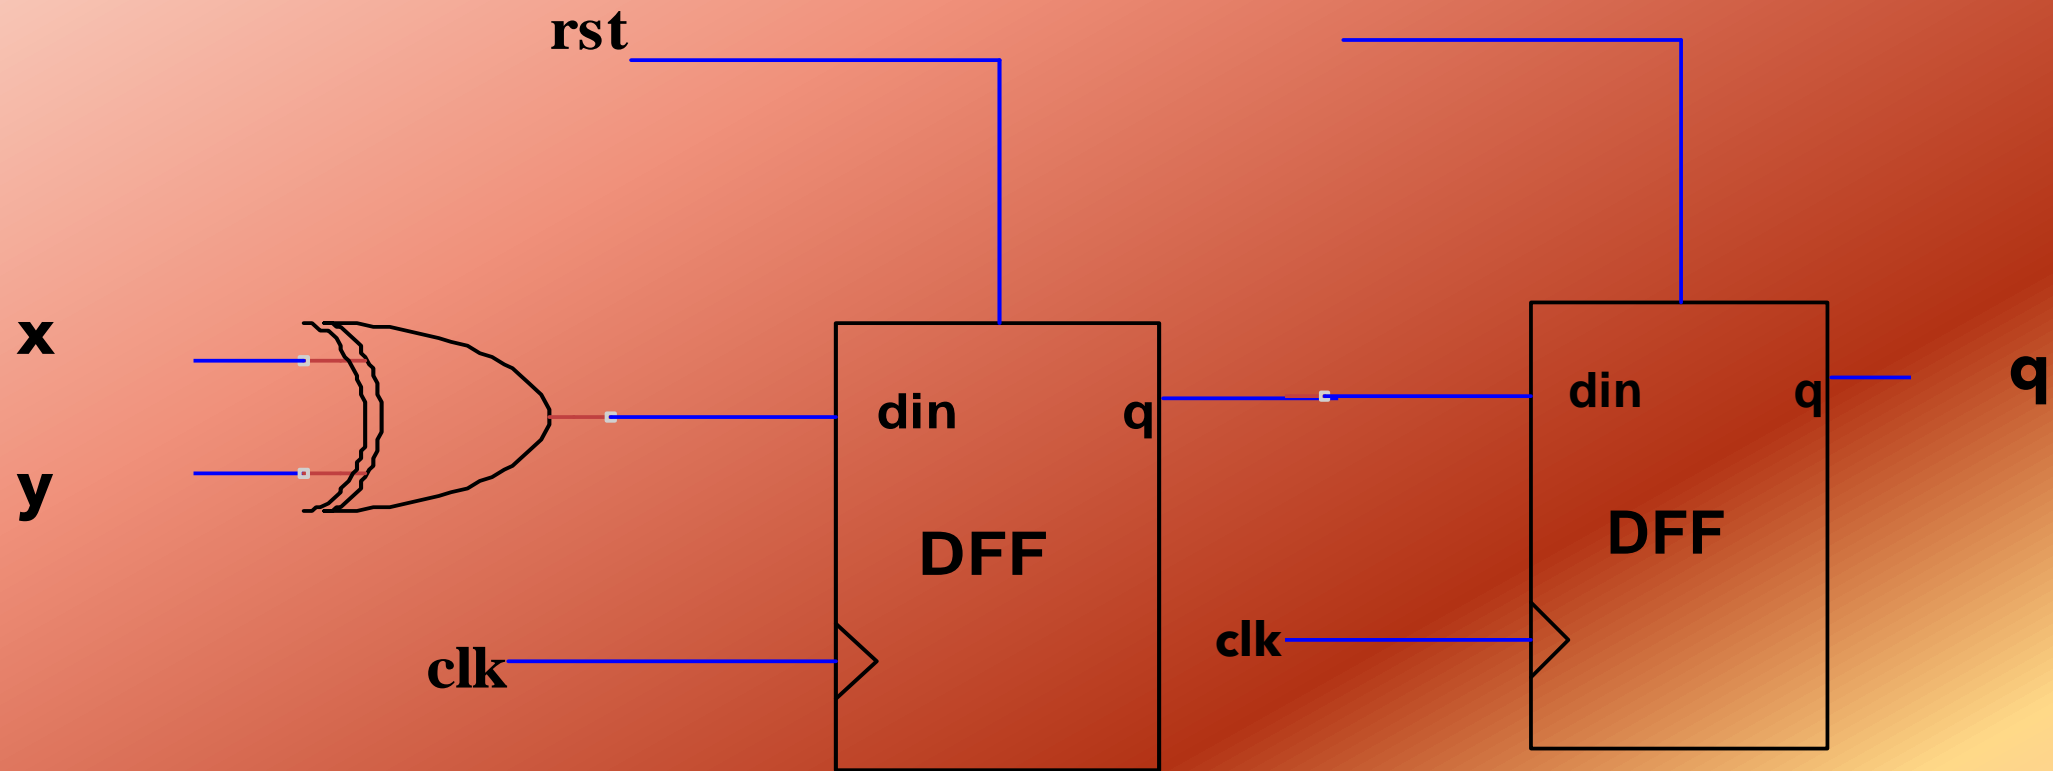 rst
x
y
din
q
DFF
clk
din
q
DFF
clk
q